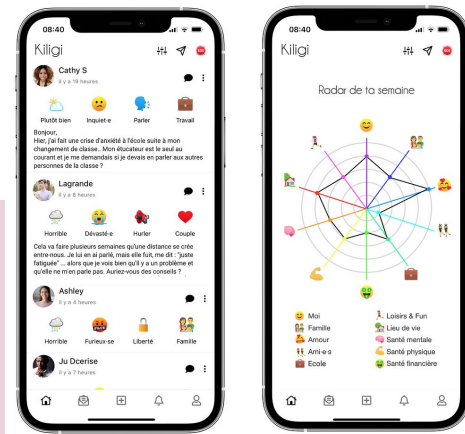 08:40
Kiligi
SOS
Cathy S
il y a 19 heures
Plutôt bien Inquiet·e Parler Travail
Bonjour,
Hier, j'ai fait une crise d'anxiété à l'école suite à mon
changement de classe.. Mon éducateur est le seul au
courant et je me demandais si je devais en parler aux autres
personnes de la classe ?
Lagrande
il y a 6 heures
Horrible Dévasté·e Hurler Couple
Cela va faire plusieurs semaines qu'une distance se crée
entre-nous. Je lui en ai parlé, mais elle fuit, me dit : "juste
fatiguée" ... alors que je vois bien qu'il y a un problème et
qu'elle ne m'en parle pas. Auriez-vous des conseils ?
Ashley
il y a 4 heures
Horrible Furieux·se Liberté Famille
Ju Dcerise
il y a 7 heures
08:40
Kiligi
SOS
Radar de ta semaine
Moi
Famille
Amour
Ami·e·s
Ecole
Loisirs & Fun
Lieu de vie
Santé mentale
Santé physique
Santé financière